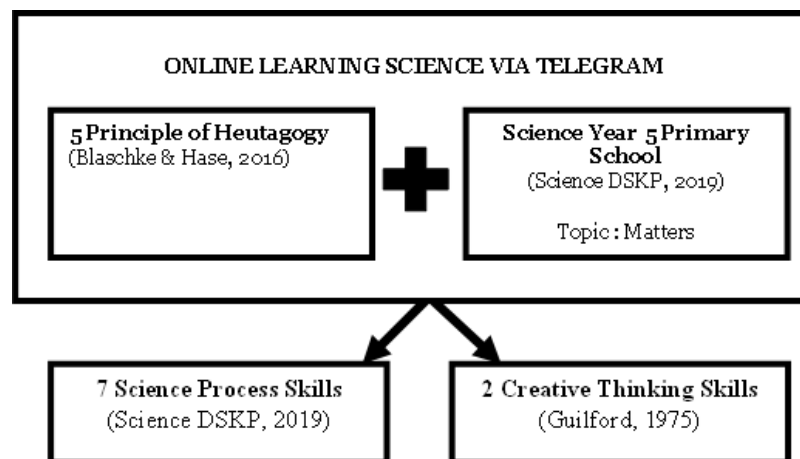 ONLINE LEARNING SCIENCE VIA TELEGRAM
5 Principle of Heutagogy
(Blaschke & Hase, 2016)
Science Year 5 Primary
School
(Science DSKP, 2019)
Topic : Matters
7 Science Process Skills
(Science DSKP, 2019)
2 Creative Thinking Skills
(Guilford, 1975)